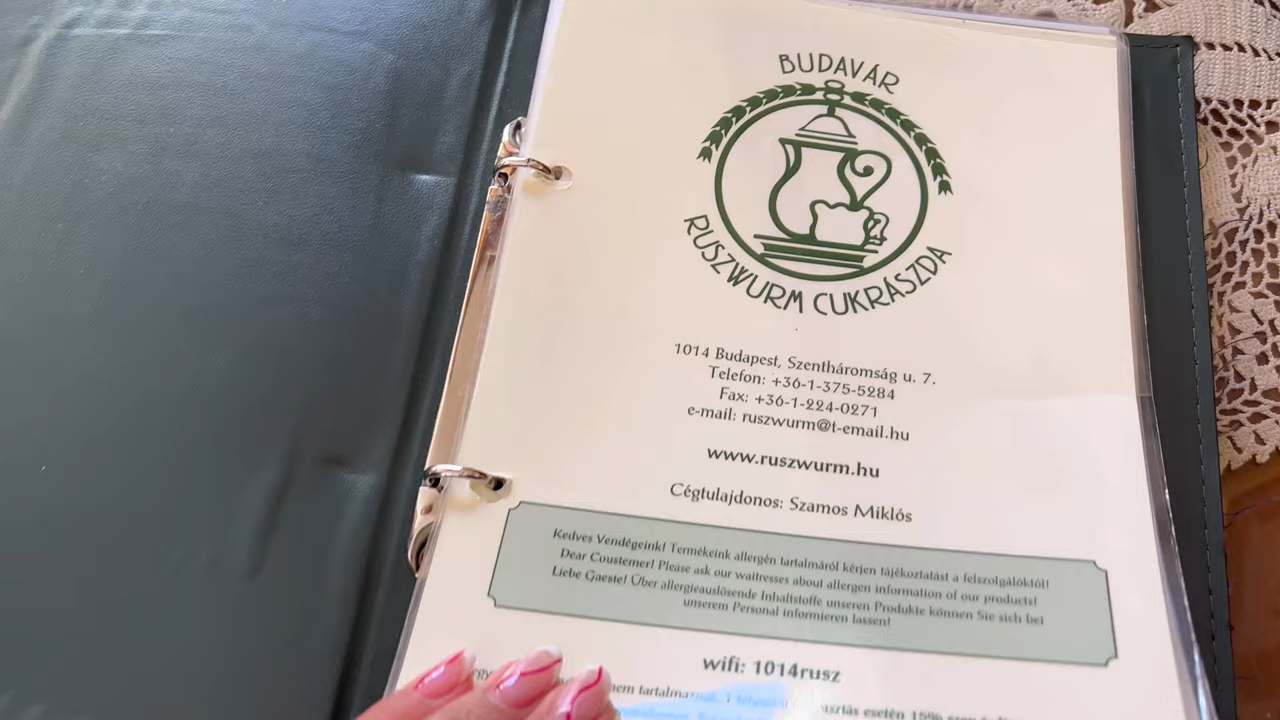 BUDAVÁR
RUSZWURM CUKRÁSZDA
1014 Budapest, Szentháromság u. 7.
Telefon: +36-1-375-5284
Fax: +36-1-224-0271
e-mail: ruszwurm@t-email.hu
www.ruszwurm.hu
Cégtulajdonos: Szamos Miklós
Kedves Vendégeink! Termékeink allergén tartalmáról kérjen tájékoztatást a felszolgálóktól!
Dear Coustemer! Please ask our waitresses about allergen information of our products!
Liebe Gaeste! Über allergieauslösende Inhaltstoffe unseren Produkte können Sie sich bei
unserem Personal informieren lassen!
wifi: 1014rusz
esetén 15%